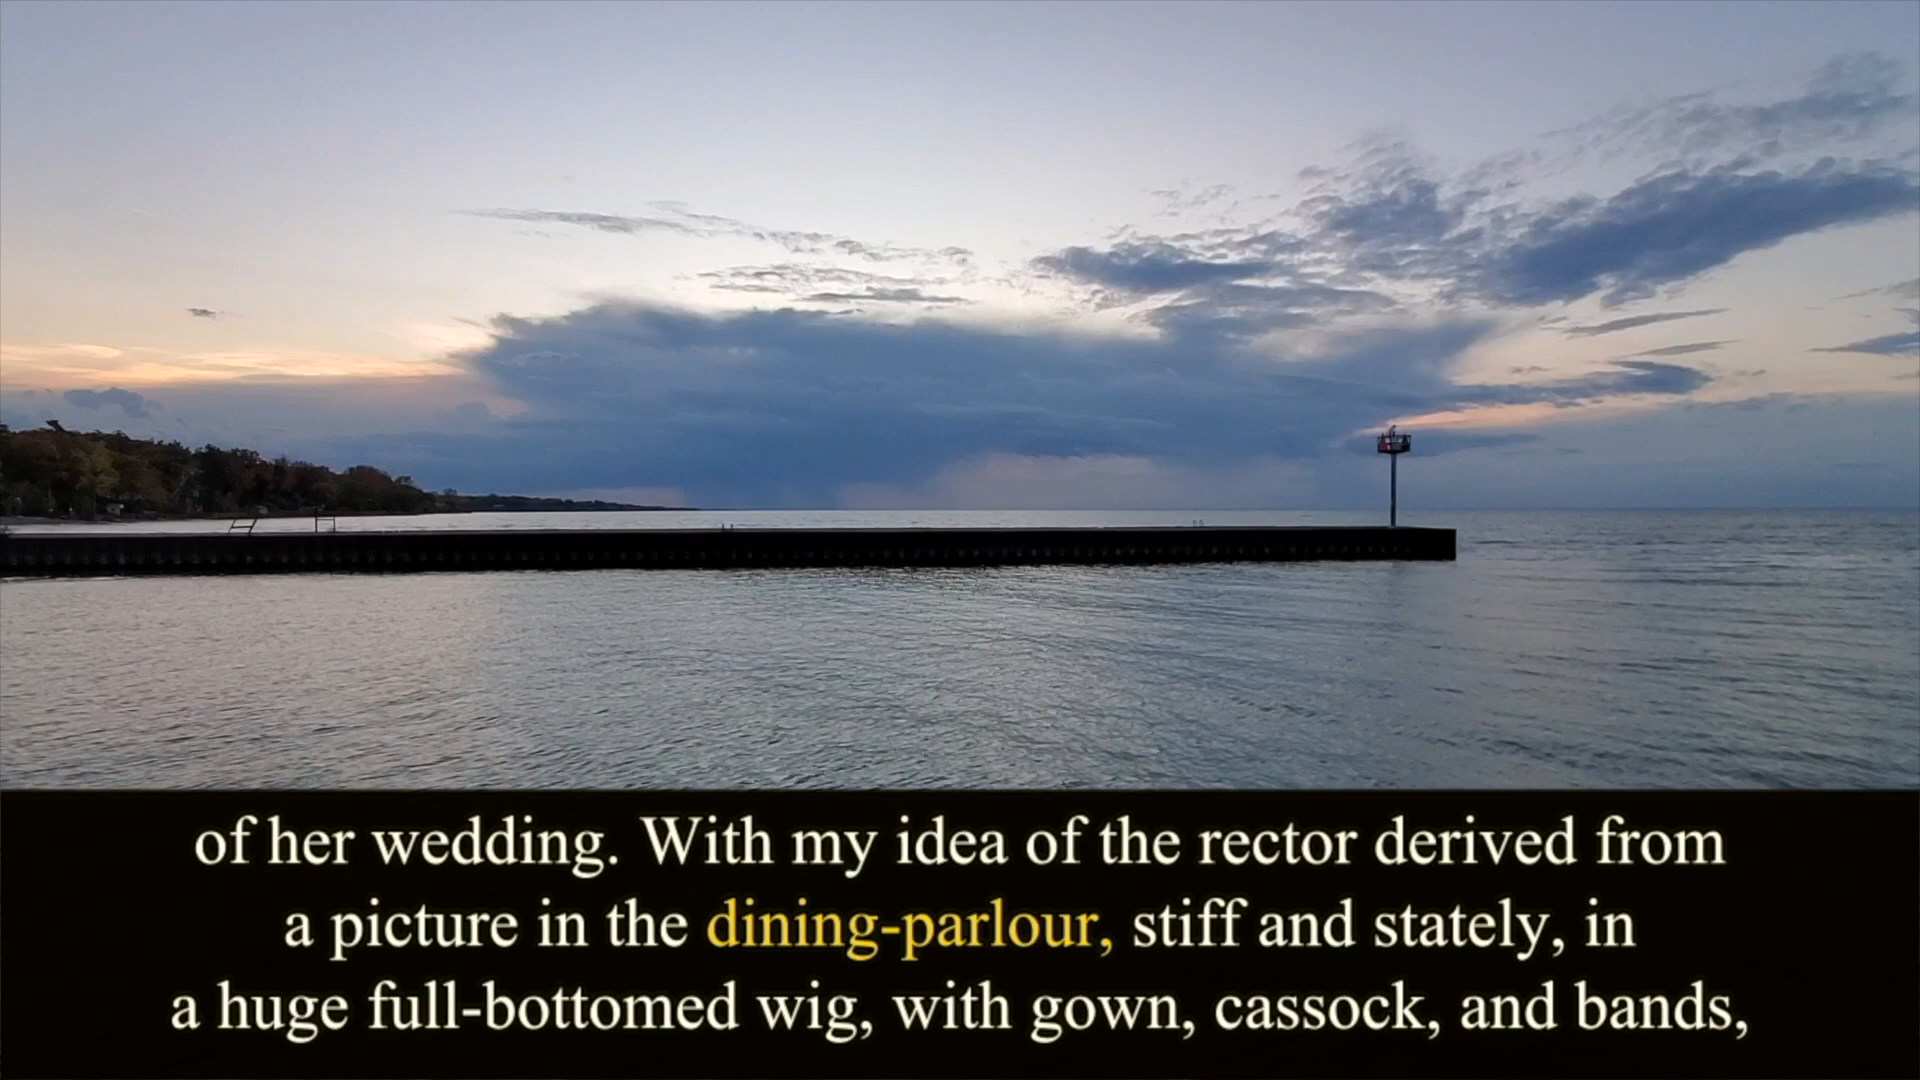 of her wedding. With my idea of the rector derived from
a picture in the dining-parlour, stiff and stately, in
a huge full-bottomed wig, with gown, cassock, and bands,